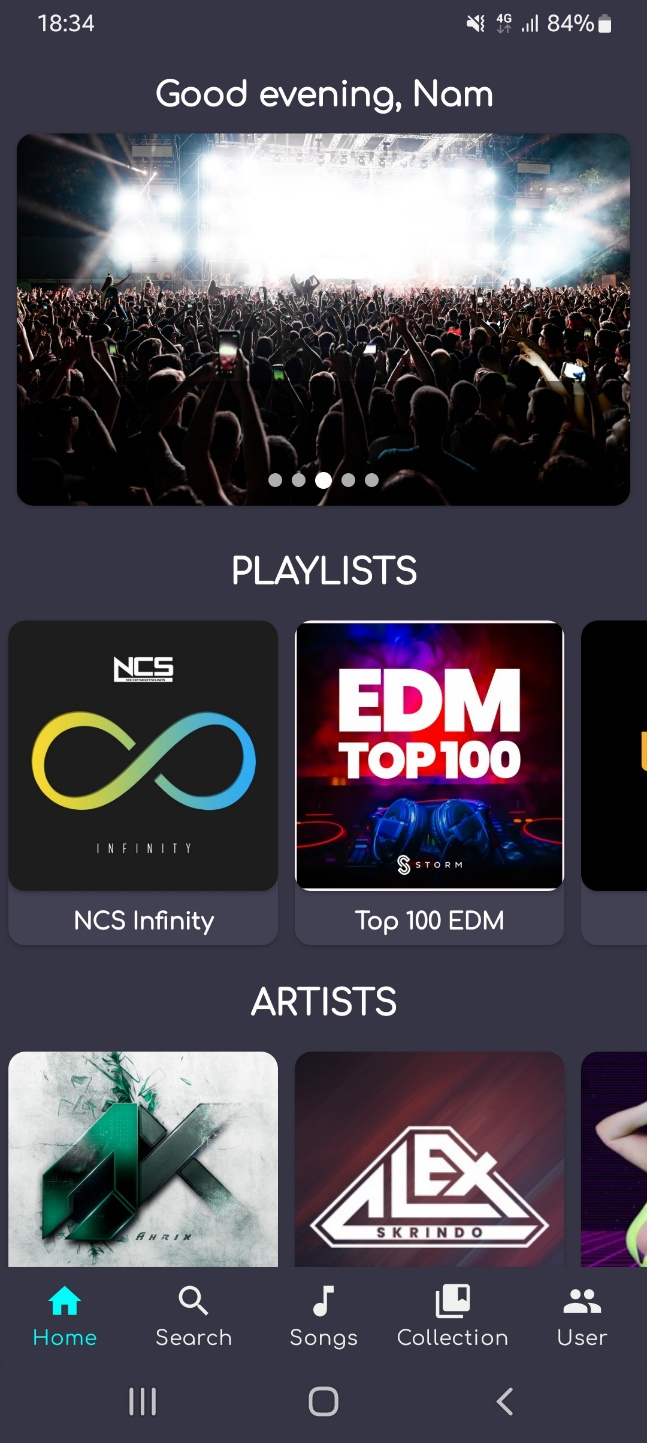 18:34
4G
84%
Good evening, Nam
PLAYLISTS
NCS
INFINITY
EDM
TOP 100
STORM
NCS Infinity
Top 100 EDM
ARTISTS
AHRIX
ALEX
SKRINDO
Home
Search
Songs
Collection
User